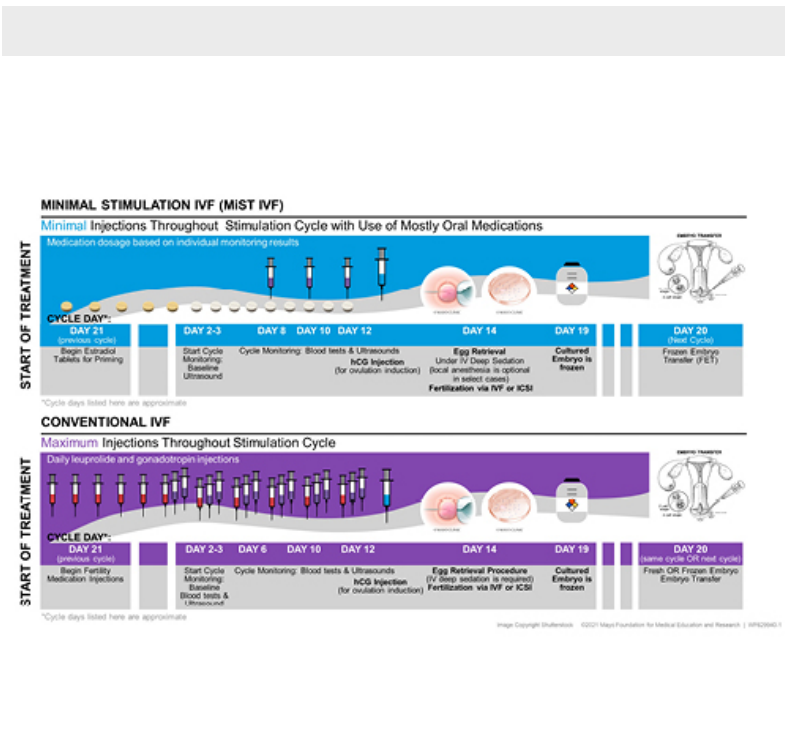 MINIMAL STIMULATION IVF (MiST IVF)
Minimal Injections Throughout Stimulation Cycle with Use of Mostly Oral Medications
START OF TREATMENT
Medication dosage based on individual monitoring results
EMBRYO TRANSFER
CYCLE DAY*:
DAY 21
(previous cycle)
Begin Estradiol
Tablets for Priming
DAY 2-3
Start Cycle
Monitoring:
Baseline
Ultrasound
DAY 8 DAY 10 DAY 12
Cycle Monitoring: Blood tests & Ultrasounds
hCG Injection
(for ovulation induction)
DAY 14
Egg Retrieval
Under IV Deep Sedation
(local anesthesia is optional
in select cases)
Fertilization via IVF or ICSI
DAY 19
Cultured
Embryo is
frozen
DAY 20
(Next Cycle)
Frozen Embryo
Transfer (FET)
*Cycle days listed here are approximate
CONVENTIONAL IVF
Maximum Injections Throughout Stimulation Cycle
START OF TREATMENT
Daily leuprolide and gonadotropin injections
EMBRYO TRANSFER
CYCLE DAY*:
DAY 21
(previous cycle)
Begin Fertility
Medication Injections
DAY 2-3
Start Cycle
Monitoring:
Baseline
Blood tests &
Ultrasound
DAY 6 DAY 10 DAY 12
Cycle Monitoring: Blood tests & Ultrasounds
hCG Injection
(for ovulation induction)
DAY 14
Egg Retrieval Procedure
(IV deep sedation is required)
Fertilization via IVF or ICSI
DAY 19
Cultured
Embryo is
frozen
DAY 20
(same cycle OR next cycle)
Fresh OR Frozen Embryo
Embryo Transfer
*Cycle days listed here are approximate
Image Copyright Shutterstock ©2021 Mayo Foundation for Medical Education and Research |